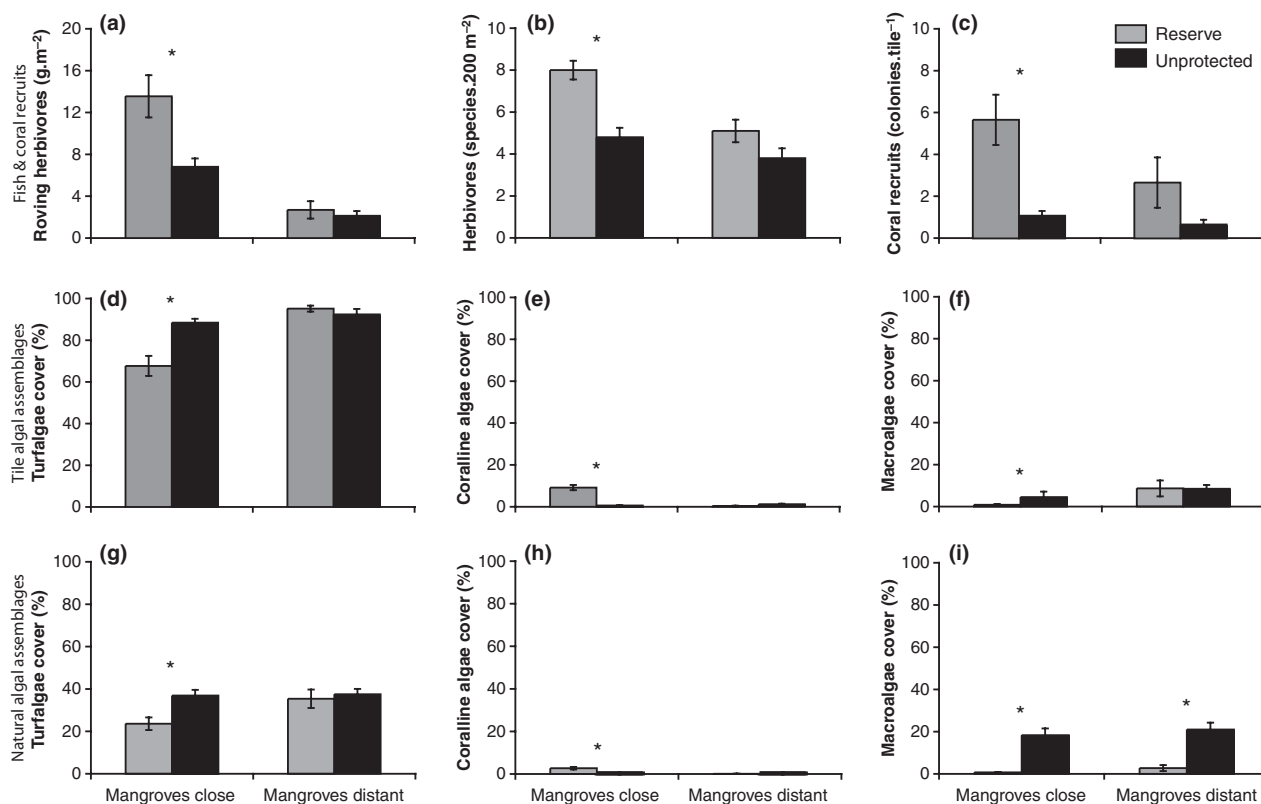 (a)
Fish & coral recruits
Roving herbivores (g.m⁻²)
20
16
12
8
4
0
*
(b)
Herbivores (species.200 m⁻²)
10
8
6
4
2
0
*
(c)
Coral recruits (colonies.tile⁻¹)
10
8
6
4
2
0
*
Reserve
Unprotected
(d)
Tile algal assemblages
Turfalgae cover (%)
100
80
60
40
20
0
*
(e)
Coralline algae cover (%)
100
80
60
40
20
0
*
(f)
Macroalgae cover (%)
100
80
60
40
20
0
*
(g)
Natural algal assemblages
Turfalgae cover (%)
100
80
60
40
20
0
*
Mangroves close
Mangroves distant
(h)
Coralline algae cover (%)
100
80
60
40
20
0
*
Mangroves close
Mangroves distant
(i)
Macroalgae cover (%)
100
80
60
40
20
0
*
*
Mangroves close
Mangroves distant